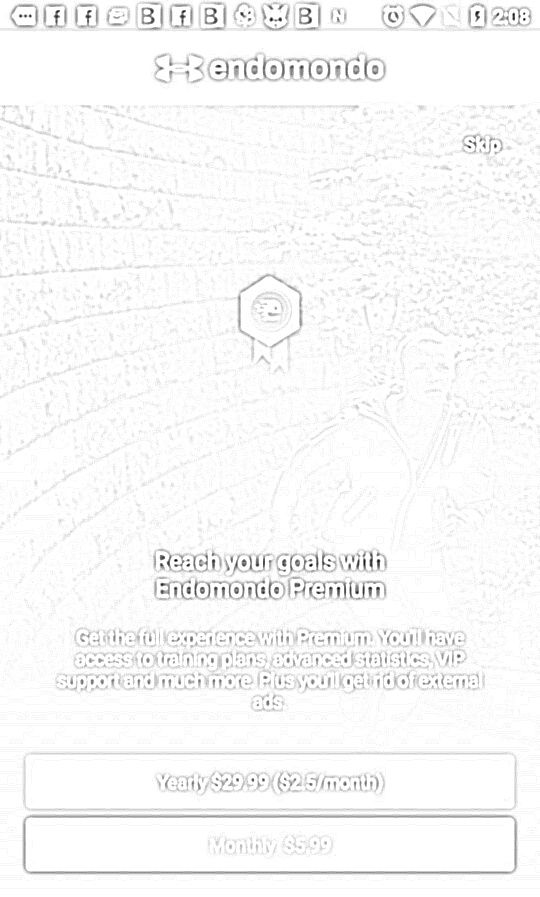 2:08
endomondo
Skip
Reach your goals with
Endomondo Premium
Get the full experience with Premium. You'll have
access to training plans, advanced statistics, VIP
support and much more. Plus you'll get rid of external
ads.
Yearly $29.99 ($2.5/month)
Monthly $5.99